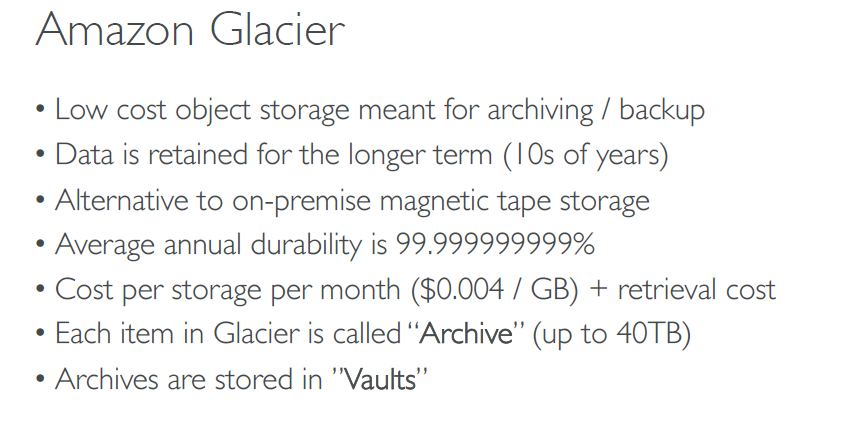 Amazon Glacier
• Low cost object storage meant for archiving / backup
• Data is retained for the longer term (10s of years)
• Alternative to on-premise magnetic tape storage
• Average annual durability is 99.999999999%
• Cost per storage per month ($0.004 / GB) + retrieval cost
• Each item in Glacier is called “Archive” (up to 40TB)
• Archives are stored in ”Vaults”